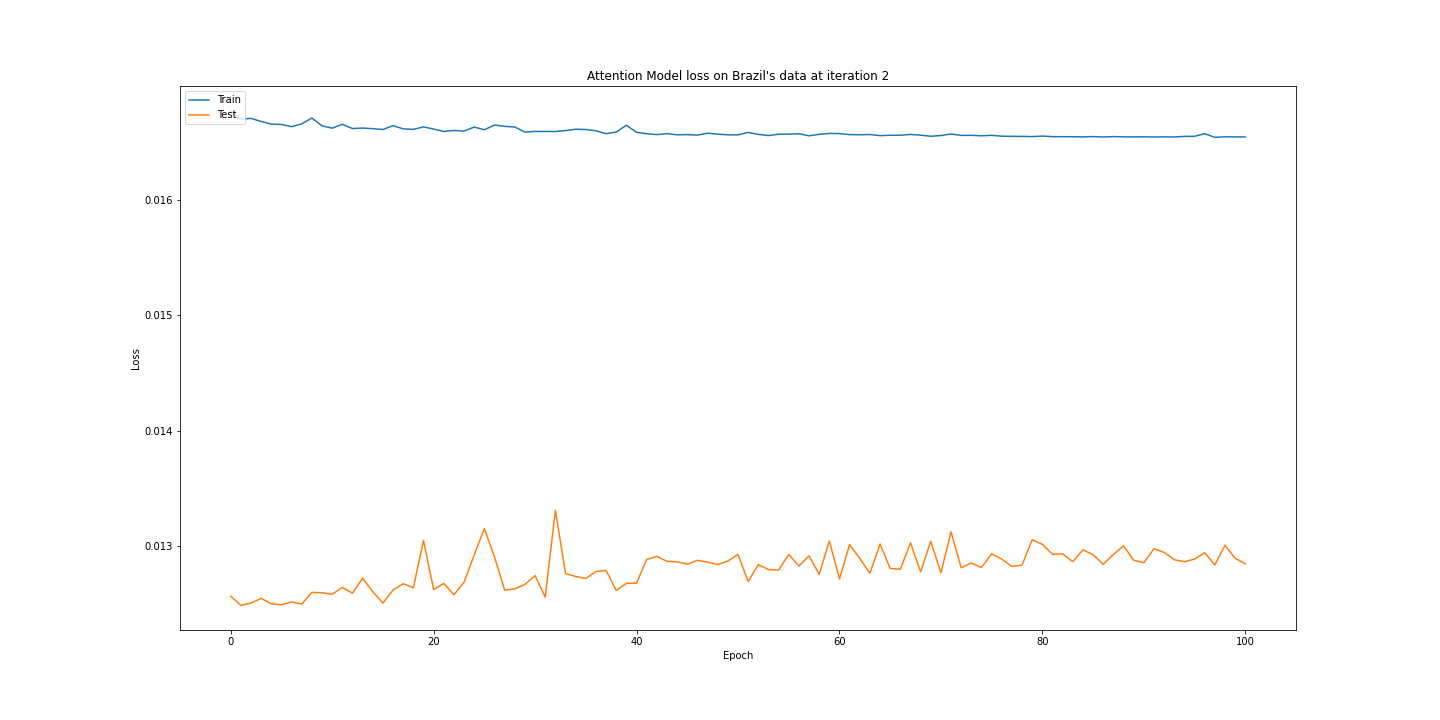 Attention Model loss on Brazil's data at iteration 2
Train
Test
0.016
0.015
0.014
0.013
Loss
0 20 40 60 80 100
Epoch